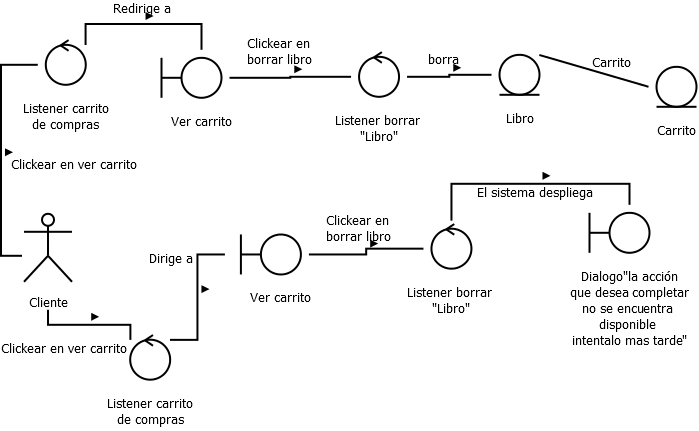 Redirige a
Clickear en
borrar libro
borra
Carrito
Listener carrito
de compras
Ver carrito
Listener borrar
"Libro"
Libro
Carrito
Clickear en ver carrito
Clickear en
borrar libro
El sistema despliega
Dirige a
Cliente
Ver carrito
Listener borrar
"Libro"
Dialogo"la acción
que desea completar
no se encuentra
disponible
intentalo mas tarde"
Clickear en ver carrito
Listener carrito
de compras